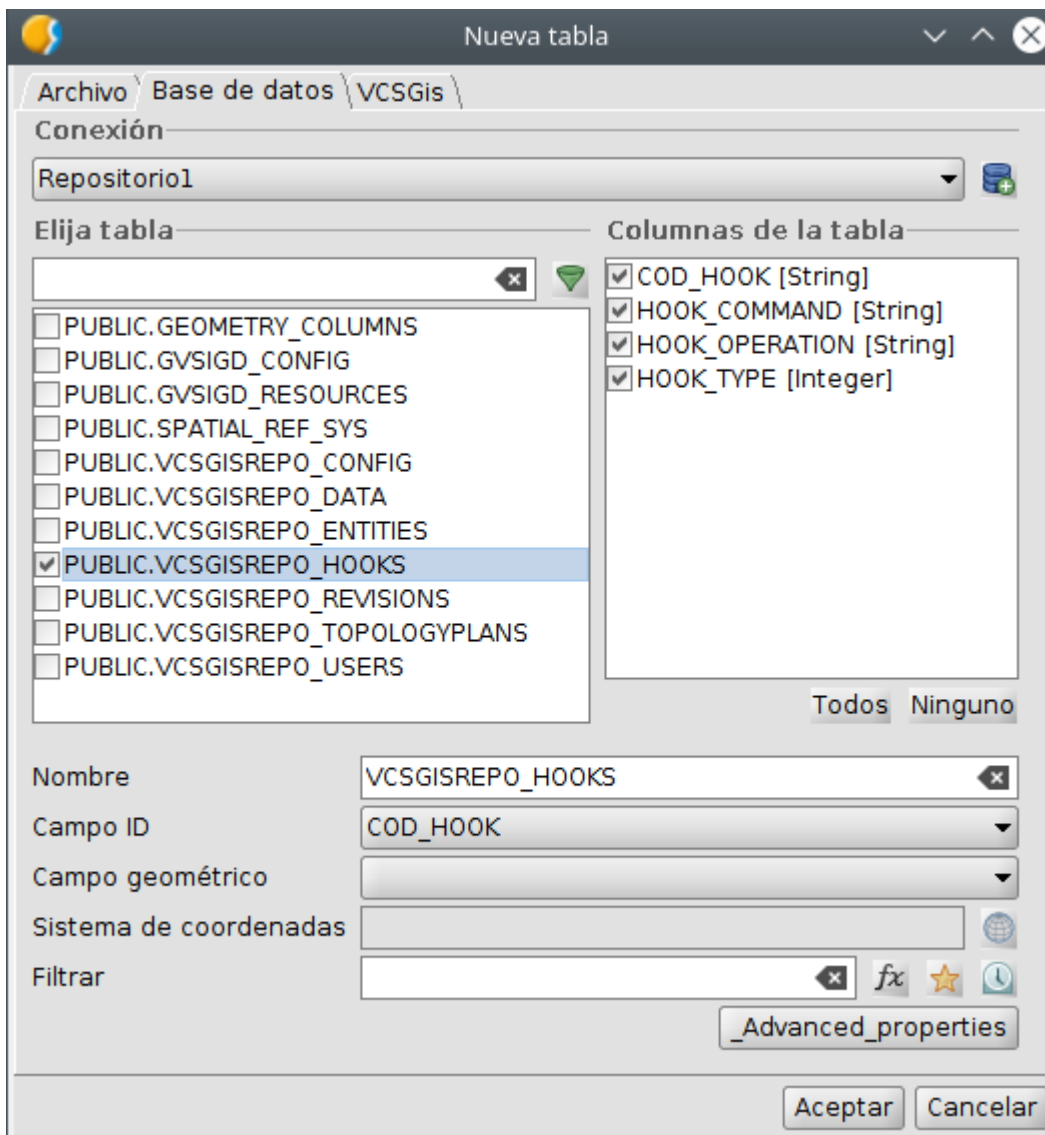 Nueva tabla
Archivo Base de datos VCSGis
Conexión
Repositorio1
Elija tabla
Columnas de la tabla
PUBLIC.GEOMETRY_COLUMNS
PUBLIC.GVSIGD_CONFIG
PUBLIC.GVSIGD_RESOURCES
PUBLIC.SPATIAL_REF_SYS
PUBLIC.VCSGISREPO_CONFIG
PUBLIC.VCSGISREPO_DATA
PUBLIC.VCSGISREPO_ENTITIES
PUBLIC.VCSGISREPO_HOOKS
PUBLIC.VCSGISREPO_REVISIONS
PUBLIC.VCSGISREPO_TOPOLOGYPLANS
PUBLIC.VCSGISREPO_USERS
COD_HOOK [String]
HOOK_COMMAND [String]
HOOK_OPERATION [String]
HOOK_TYPE [Integer]
Todos Ninguno
Nombre VCSGISREPO_HOOKS
Campo ID COD_HOOK
Campo geométrico
Sistema de coordenadas
Filtrar fx
_Advanced_properties
Aceptar Cancelar